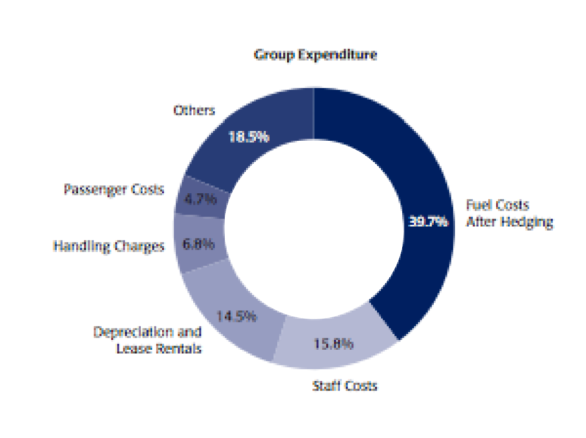 Group Expenditure
Others
18.5%
Passenger Costs
4.7%
Fuel Costs
After Hedging
39.7%
Handling Charges
6.8%
14.5%
Depreciation and
Lease Rentals
15.8%
Staff Costs